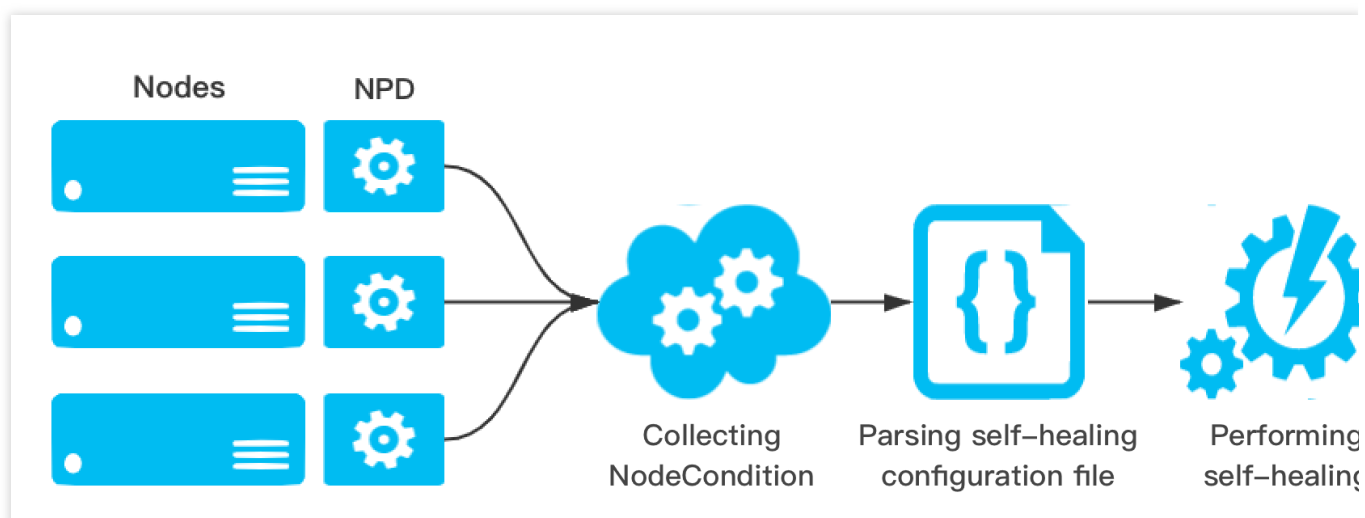 Nodes
NPD
Collecting
NodeCondition
Parsing self-healing
configuration file
Performing
self-healing